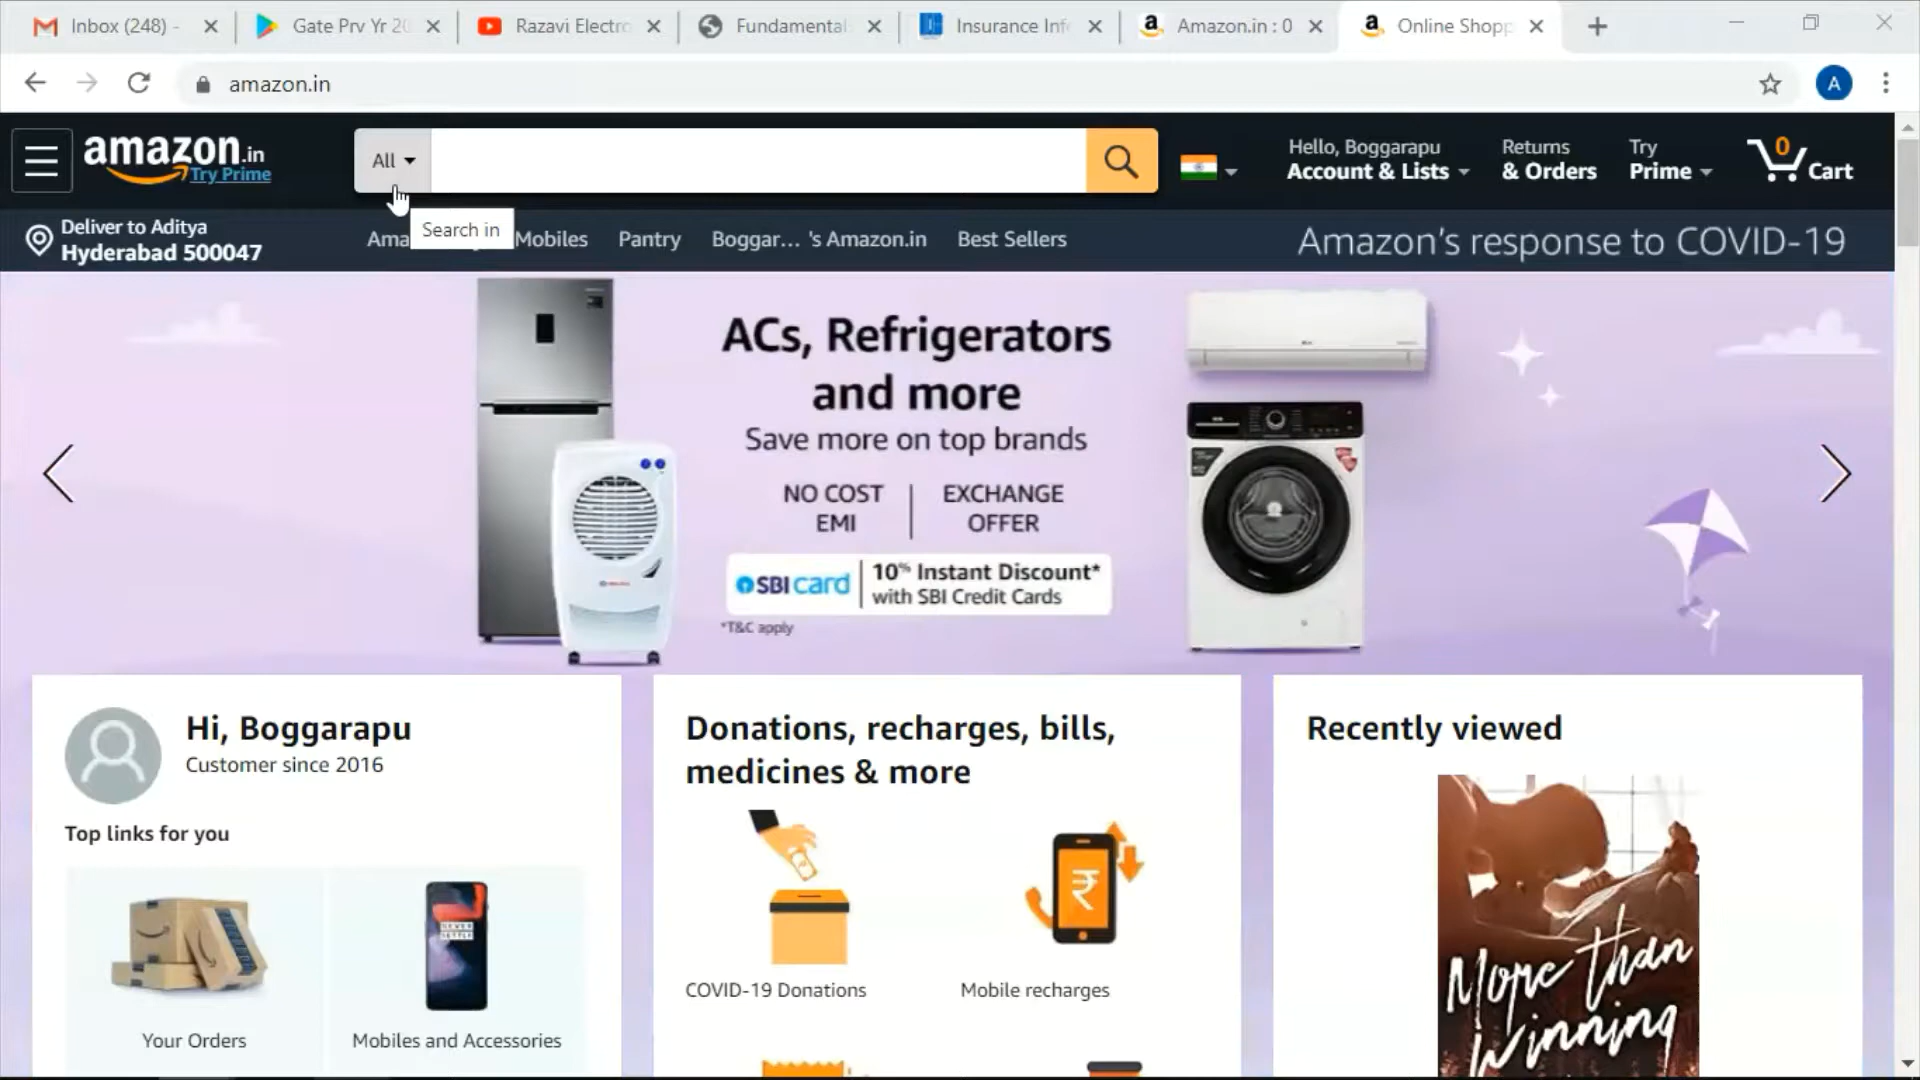 Inbox (248) -
Gate Prv Yr 20
Razavi Electro
Fundamental
Insurance Inf
Amazon.in : 0
Online Shopp
amazon.in
A
amazon.in
Try Prime
All
Hello, Boggarapu
Account & Lists
Returns
& Orders
Try
Prime
0
Cart
Deliver to Aditya
Hyderabad 500047
Search in
Ama
Mobiles
Pantry
Boggar... 's Amazon.in
Best Sellers
Amazon's response to COVID-19
ACs, Refrigerators
and more
Save more on top brands
NO COST
EMI
EXCHANGE
OFFER
SBI card
10% Instant Discount*
with SBI Credit Cards
*T&C apply
Hi, Boggarapu
Customer since 2016
Top links for you
Your Orders
Mobiles and Accessories
NEVER
SETTLE
Donations, recharges, bills,
medicines & more
COVID-19 Donations
Mobile recharges
₹
Recently viewed
More than
Winning